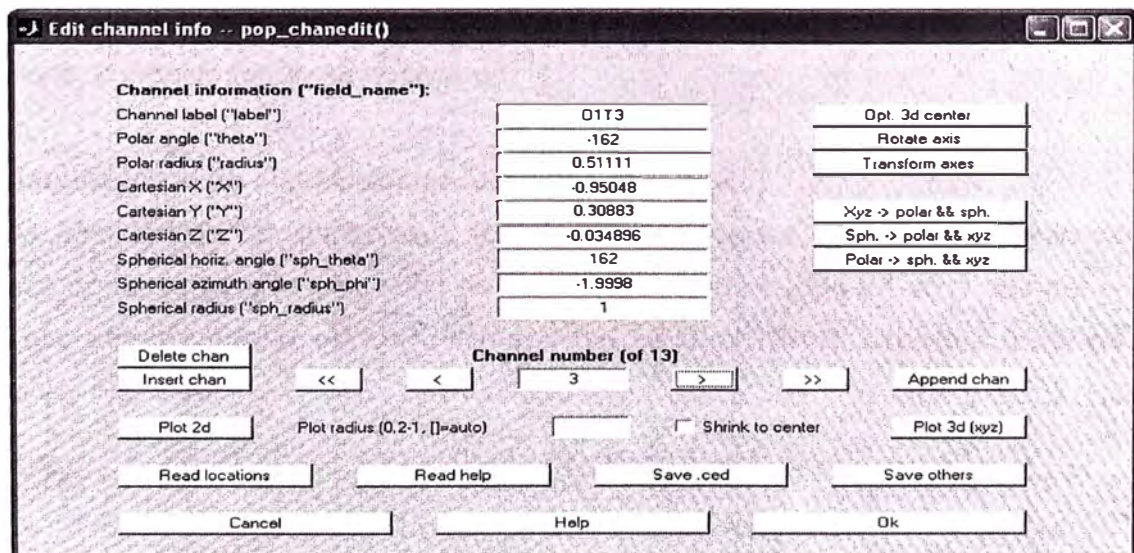 Edit channel info -- pop_chanedit()
Channel information ("field_name"):
Channel label ("label") O1T3 Opt. 3d center
Polar angle ("theta") -162 Rotate axis
Polar radius ("radius") 0.51111 Transform axes
Cartesian X ("X") -0.95048
Cartesian Y ("Y") 0.30883 Xyz -> polar && sph.
Cartesian Z ("Z") -0.034896 Sph. -> polar && xyz
Spherical horiz. angle ("sph_theta") 162 Polar -> sph. && xyz
Spherical azimuth angle ("sph_phi") -1.9998
Spherical radius ("sph_radius") 1
Delete chan Channel number (of 13)
Insert chan << < 3 > >> Append chan
Plot 2d Plot radius (0.2-1, []=auto) Shrink to center Plot 3d (xyz)
Read locations Read help Save .ced Save others
Cancel Help Ok